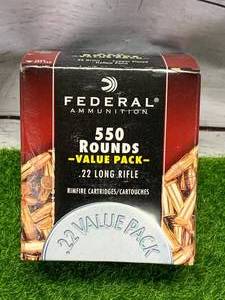 FEDERAL
AMMUNITION
550
ROUNDS
-VALUE PACK-
.22 LONG RIFLE
RIMFIRE CARTRIDGES/CARTOUCHES
.22 VALUE PACK